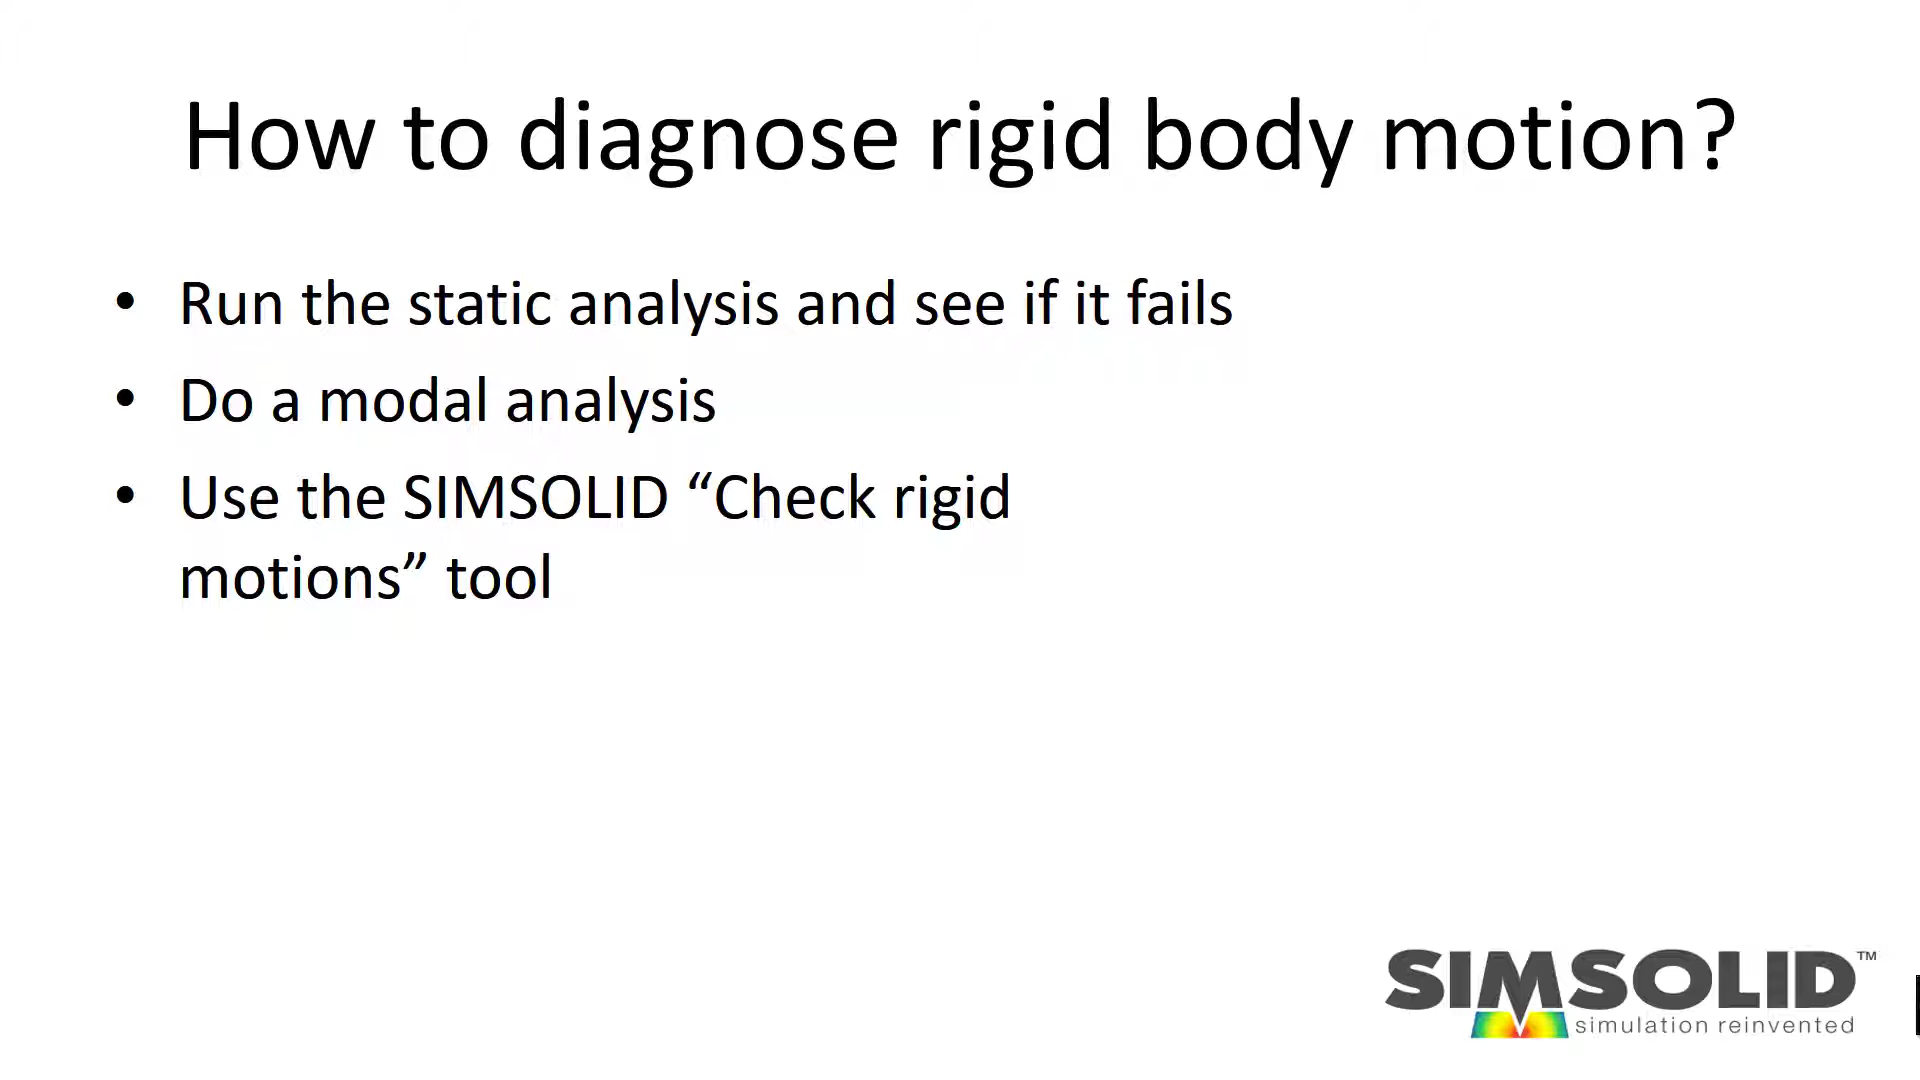 How to diagnose rigid body motion?
• Run the static analysis and see if it fails
• Do a modal analysis
• Use the SIMSOLID “Check rigid
motions” tool
SIMSOLID™
simulation reinvented